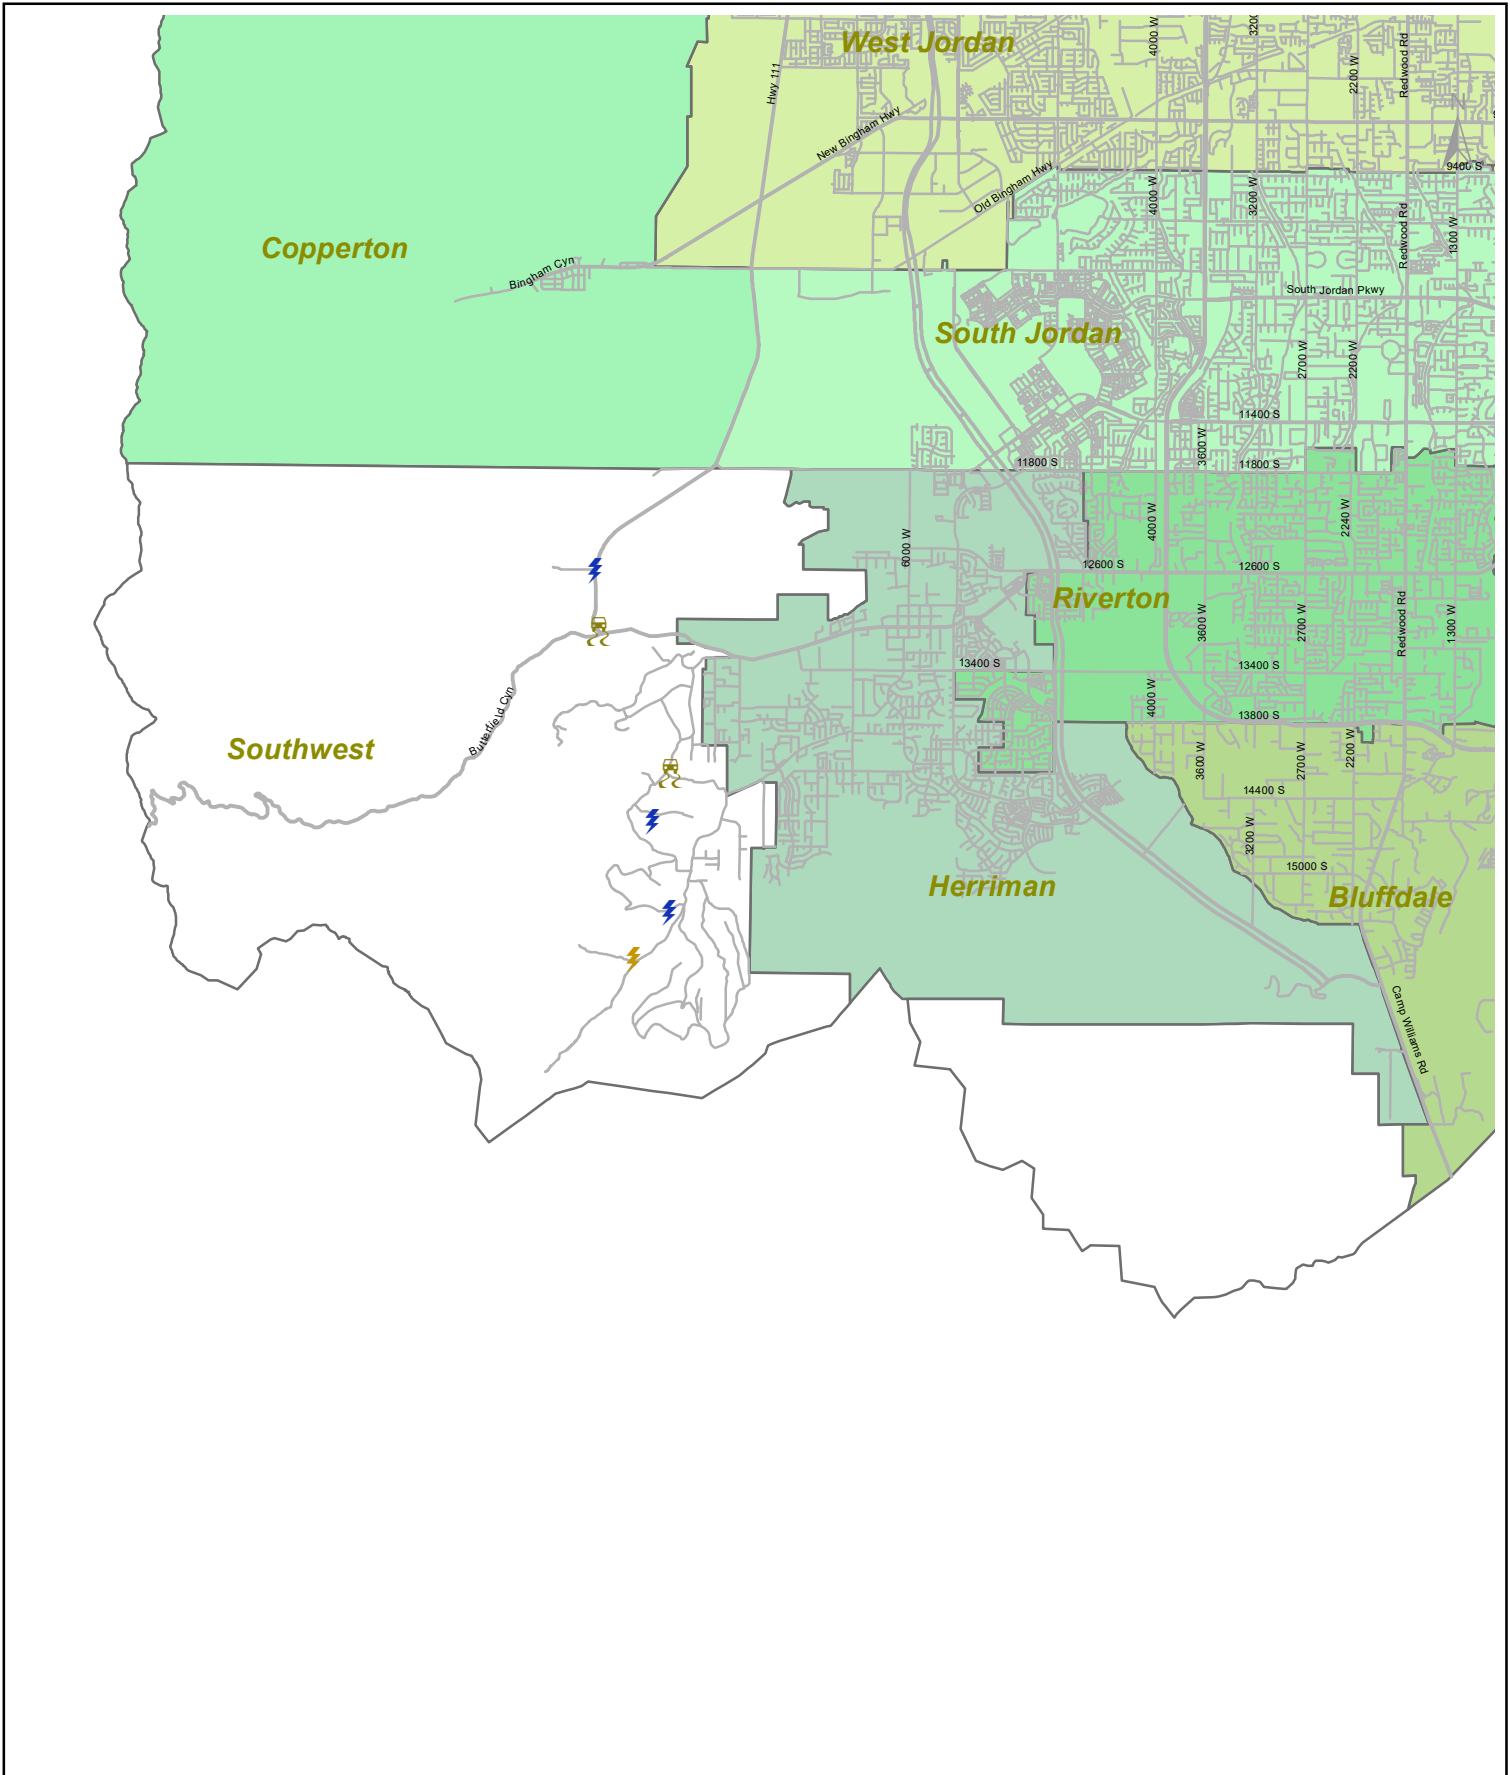 West Jordan
4000 W
3200
Redwood Rd
2200 W
Hwy 111
New Bingham Hwy
9400 S
Old Bingham Hwy
4000 W
3200 W
Redwood Rd
1300 W
Copperton
Bingham Cyn
South Jordan Pkwy
South Jordan
2700 W
2200 W
11400 S
3600 W
11800 S
11800 S
4000 W
2240 W
6000 W
12600 S
12600 S
Riverton
3600 W
2700 W
Redwood Rd
1300 W
13400 S
13400 S
4000 W
13800 S
Butterfield Cyn
Southwest
3600 W
2700 W
2200 W
14400 S
3200 W
15000 S
Herriman
Bluffdale
Camp Williams Rd